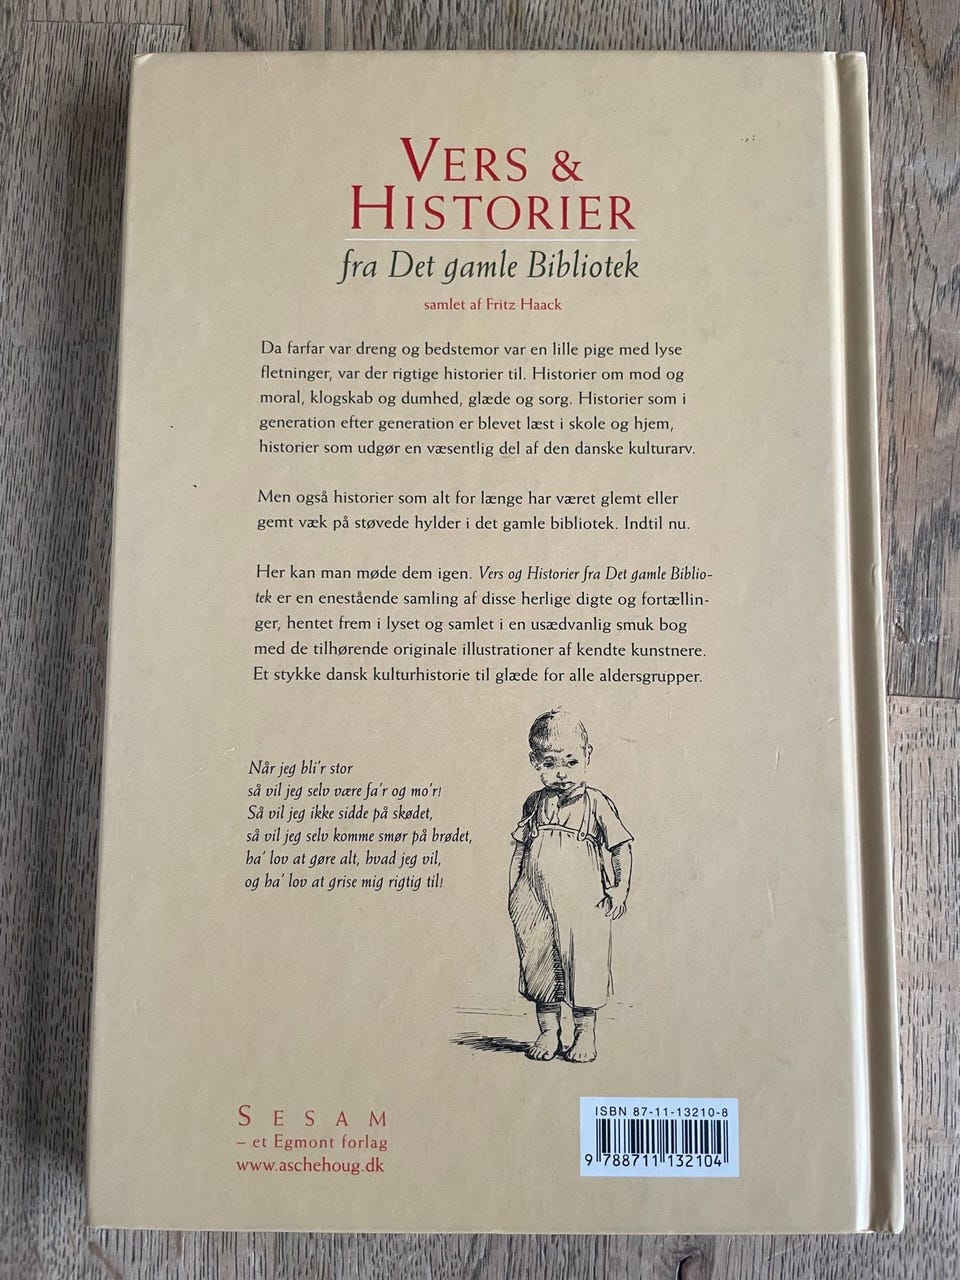 VERS &
HISTORIER
fra Det gamle Bibliotek
samlet af Fritz Haack
Da farfar var dreng og bedstemor var en lille pige med lyse
fletninger, var der rigtige historier til. Historier om mod og
moral, klogskab og dumhed, glæde og sorg. Historier som i
generation efter generation er blevet læst i skole og hjem,
historier som udgør en væsentlig del af den danske kulturarv.
Men også historier som alt for længe har været glemt eller
gemt væk på støvede hylder i det gamle bibliotek. Indtil nu.
Her kan man møde dem igen. Vers og Historier fra Det gamle Biblio-
tek er en enestående samling af disse herlige digte og fortællin-
ger, hentet frem i lyset og samlet i en usædvanlig smuk bog
med de tilhørende originale illustrationer af kendte kunstnere.
Et stykke dansk kulturhistorie til glæde for alle aldersgrupper.
Når jeg bli'r stor
så vil jeg selv være fa'r og mo'r!
Så vil jeg ikke sidde på skødet,
så vil jeg selv komme smør på brødet,
ha' lov at gøre alt, hvad jeg vil,
og ha' lov at grise mig rigtig til!
SESAM
– et Egmont forlag
www.aschehoug.dk
ISBN 87-11-13210-8
9 788711 132104